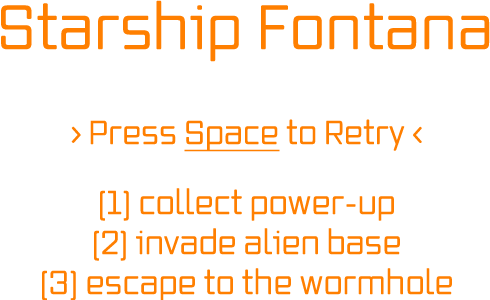 Starship Fontana
> Press Space to Retry <
[1] collect power-up
[2] invade alien base
[3] escape to the wormhole